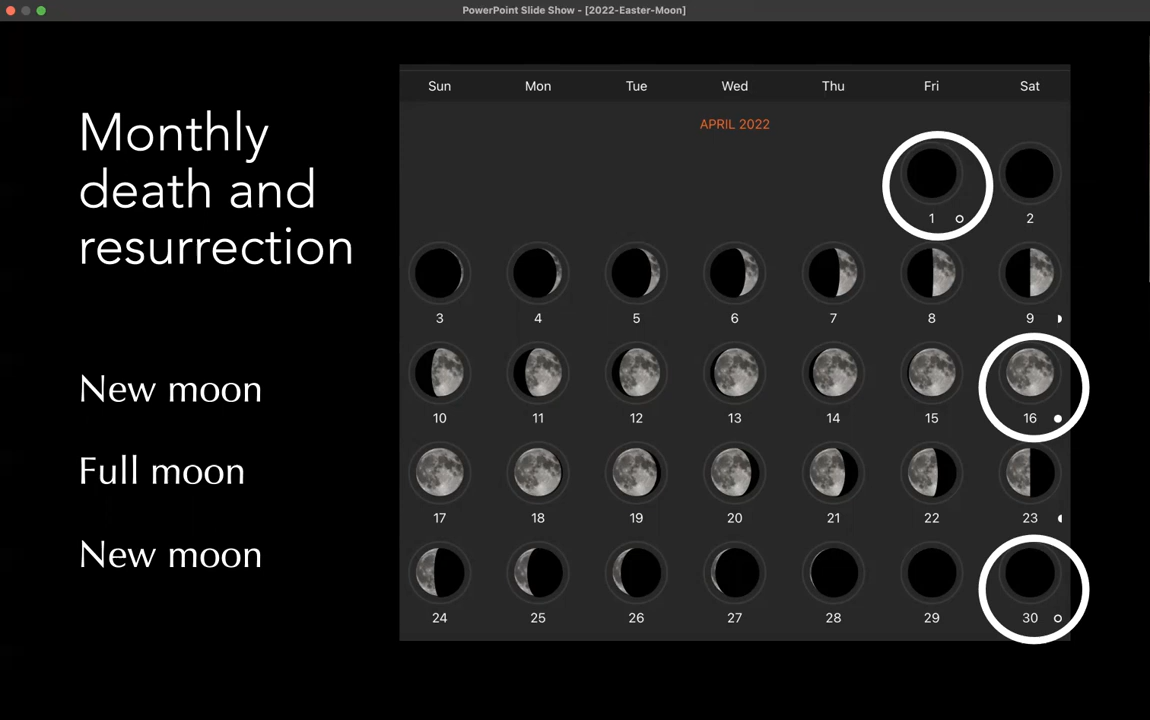 PowerPoint Slide Show - [2022-Easter-Moon]
Monthly
death and
resurrection
New moon
Full moon
New moon
Sun Mon Tue Wed Thu Fri Sat
APRIL 2022
1 2
3 4 5 6 7 8 9
10 11 12 13 14 15 16
17 18 19 20 21 22 23
24 25 26 27 28 29 30